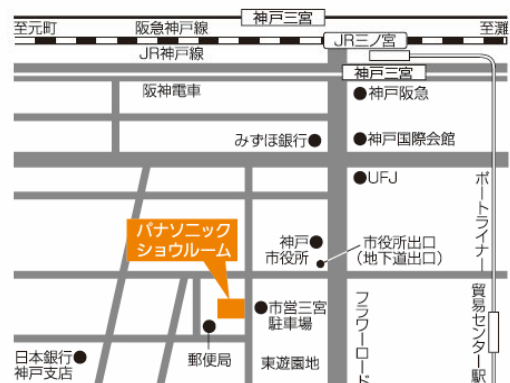 神戸三宮
至元町
阪急神戸線
至灘
JR三ノ宮
JR神戸線
神戸三宮
阪神電車
神戸阪急
みずほ銀行
神戸国際会館
UFJ
ポートライナー
パナソニック
ショウルーム
神戸
市役所
市役所出口
(地下道出口)
市営三宮
駐車場
フラワーロード
貿易センター駅
日本銀行
神戸支店
郵便局
東遊園地